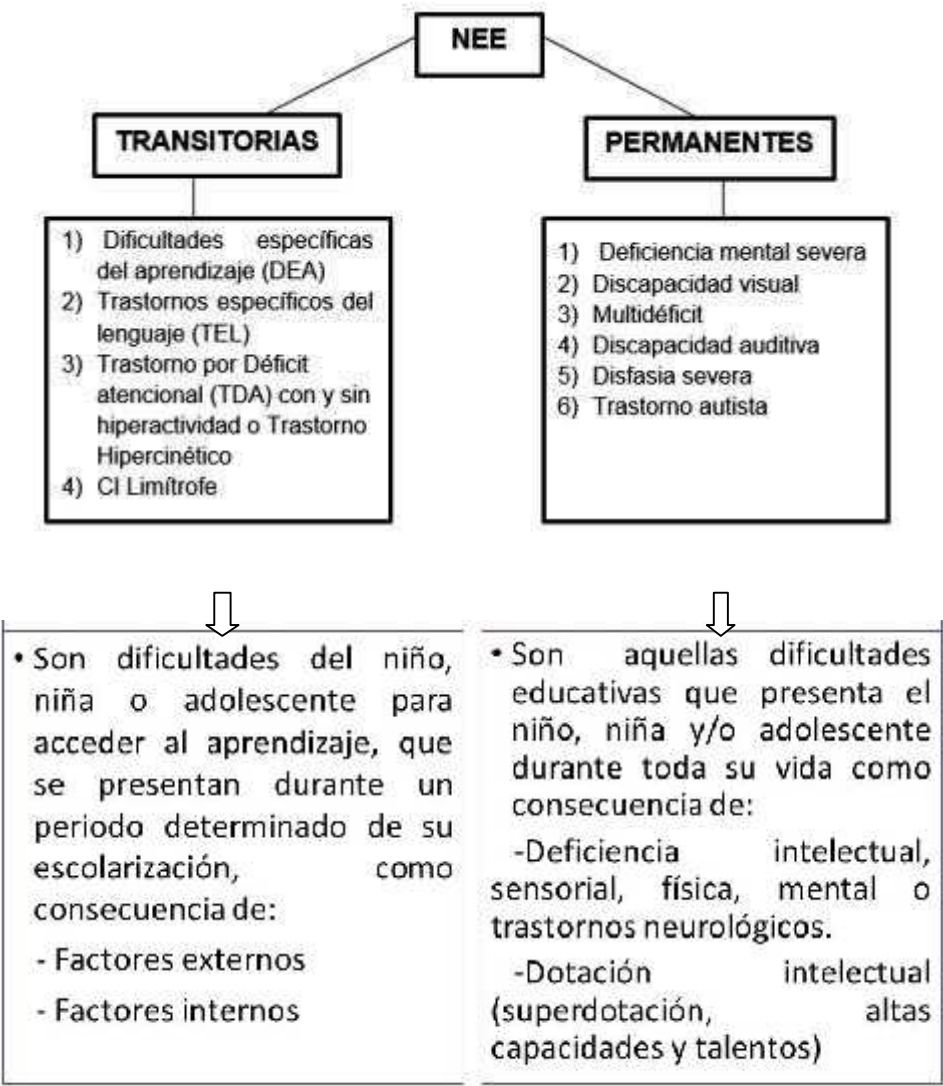 NEE
TRANSITORIAS
PERMANENTES
1) Dificultades específicas
del aprendizaje (DEA)
2) Trastornos específicos del
lenguaje (TEL)
3) Trastorno por Déficit
atencional (TDA) con y sin
hiperactividad o Trastorno
Hipercinético
4) CI Limítrofe
1) Deficiencia mental severa
2) Discapacidad visual
3) Multidéficit
4) Discapacidad auditiva
5) Disfasia severa
6) Trastorno autista
• Son dificultades del niño,
niña o adolescente para
acceder al aprendizaje, que
se presentan durante un
periodo determinado de su
escolarización, como
consecuencia de:
- Factores externos
- Factores internos
• Son aquellas dificultades
educativas que presenta el
niño, niña y/o adolescente
durante toda su vida como
consecuencia de:
-Deficiencia intelectual,
sensorial, física, mental o
trastornos neurológicos.
-Dotación intelectual
(superdotación, altas
capacidades y talentos)